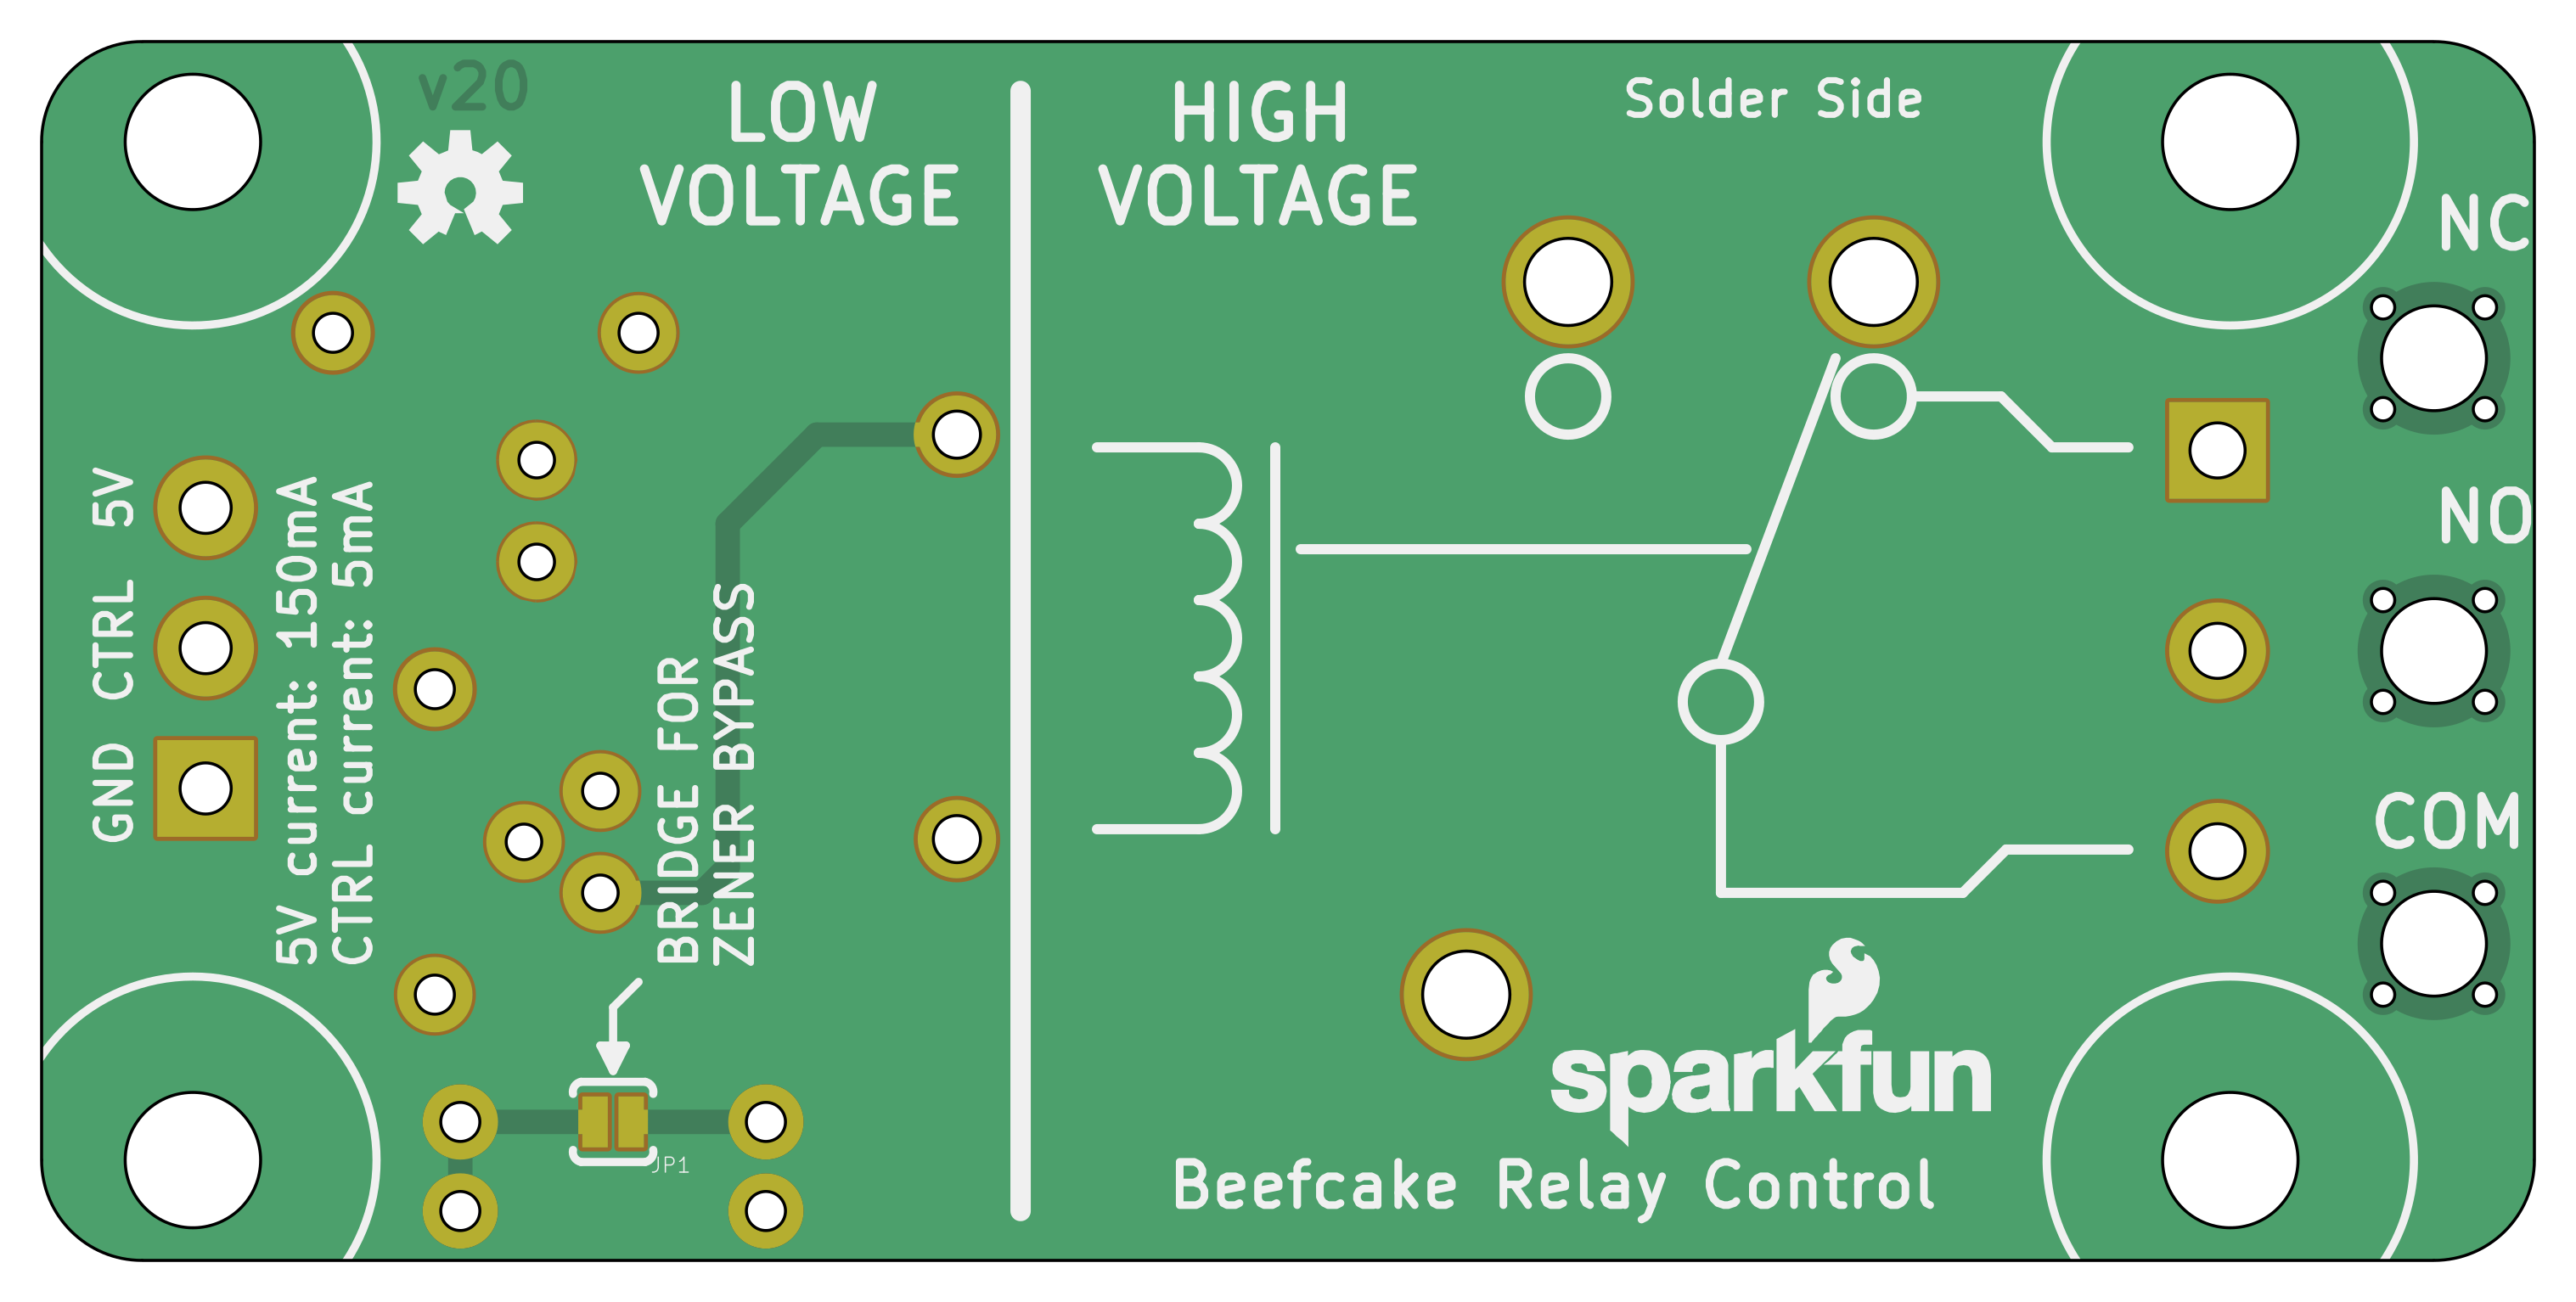 v20
LOW
VOLTAGE
HIGH
VOLTAGE
Solder Side
NC
NO
COM
5V
CTRL
GND
5V current: 150mA
CTRL current: 5mA
BRIDGE FOR
ZENER BYPASS
JP1
sparkfun
Beefcake Relay Control